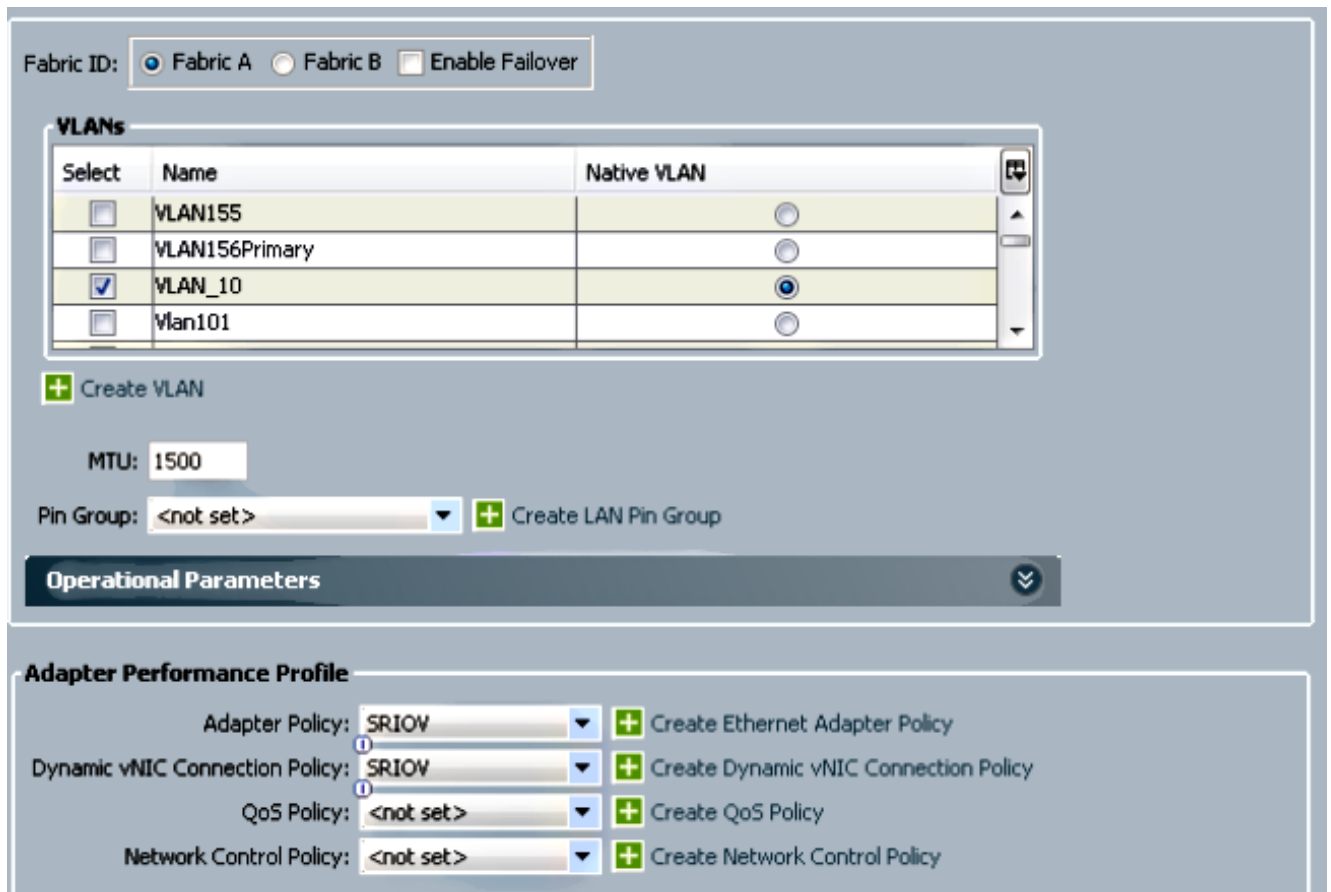 Fabric ID: Fabric A Fabric B Enable Failover
VLANs
Select Name Native VLAN
VLAN155
VLAN156Primary
VLAN_10
Vlan101
Create VLAN
MTU: 1500
Pin Group: <not set> Create LAN Pin Group
Operational Parameters
Adapter Performance Profile
Adapter Policy: SRIOV Create Ethernet Adapter Policy
Dynamic vNIC Connection Policy: SRIOV Create Dynamic vNIC Connection Policy
QoS Policy: <not set> Create QoS Policy
Network Control Policy: <not set> Create Network Control Policy